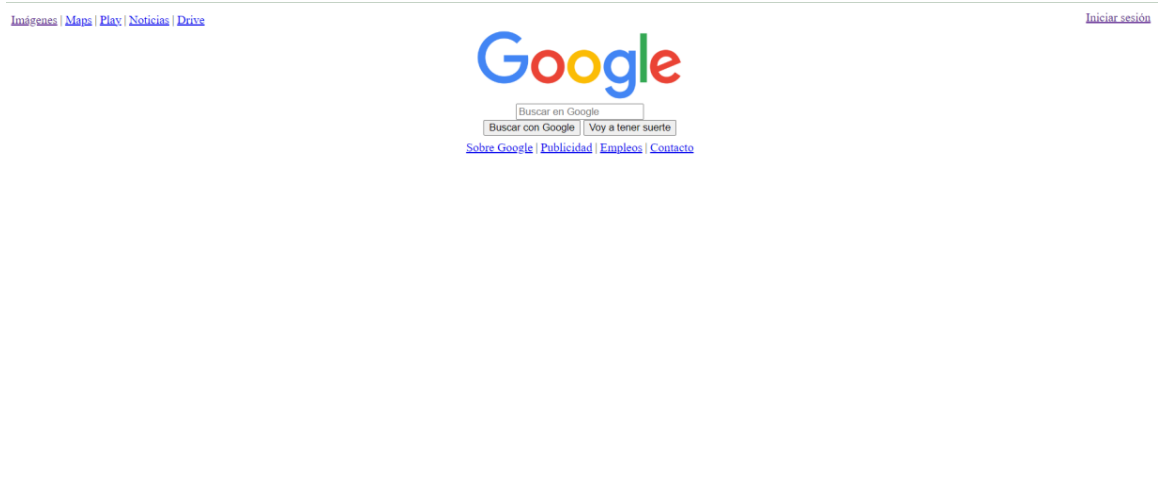 Imágenes | Maps | Play | Noticias | Drive
Iniciar sesión
Google
Buscar en Google
Buscar con Google Voy a tener suerte
Sobre Google | Publicidad | Empleos | Contacto